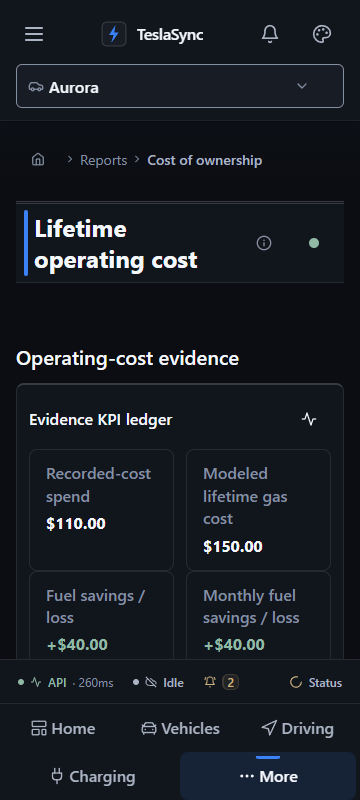 TeslaSync
Aurora
Reports
Cost of ownership
Lifetime
operating cost
Operating-cost evidence
Evidence KPI ledger
Recorded-cost
spend
$110.00
Modeled
lifetime gas
cost
$150.00
Fuel savings /
loss
+$40.00
Monthly fuel
savings / loss
+$40.00
API · 260ms
Idle
2
Status
Home
Vehicles
Driving
Charging
More